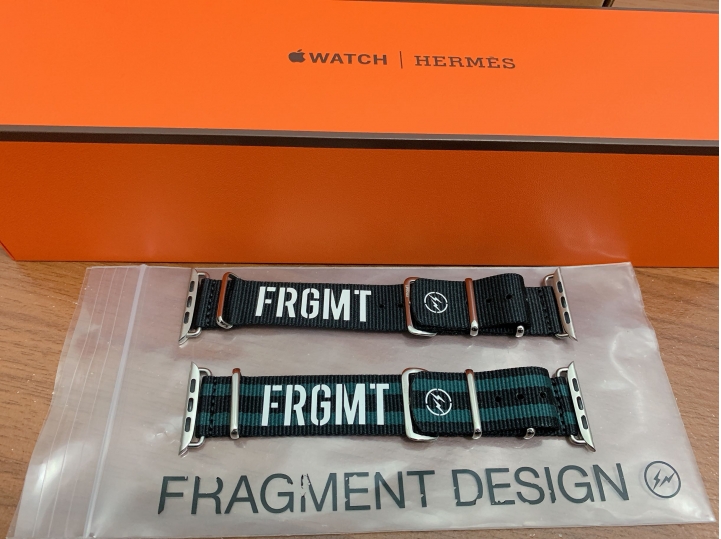 WATCH | HERMÈS
FRGMT
FRGMT
FRAGMENT DESIGN